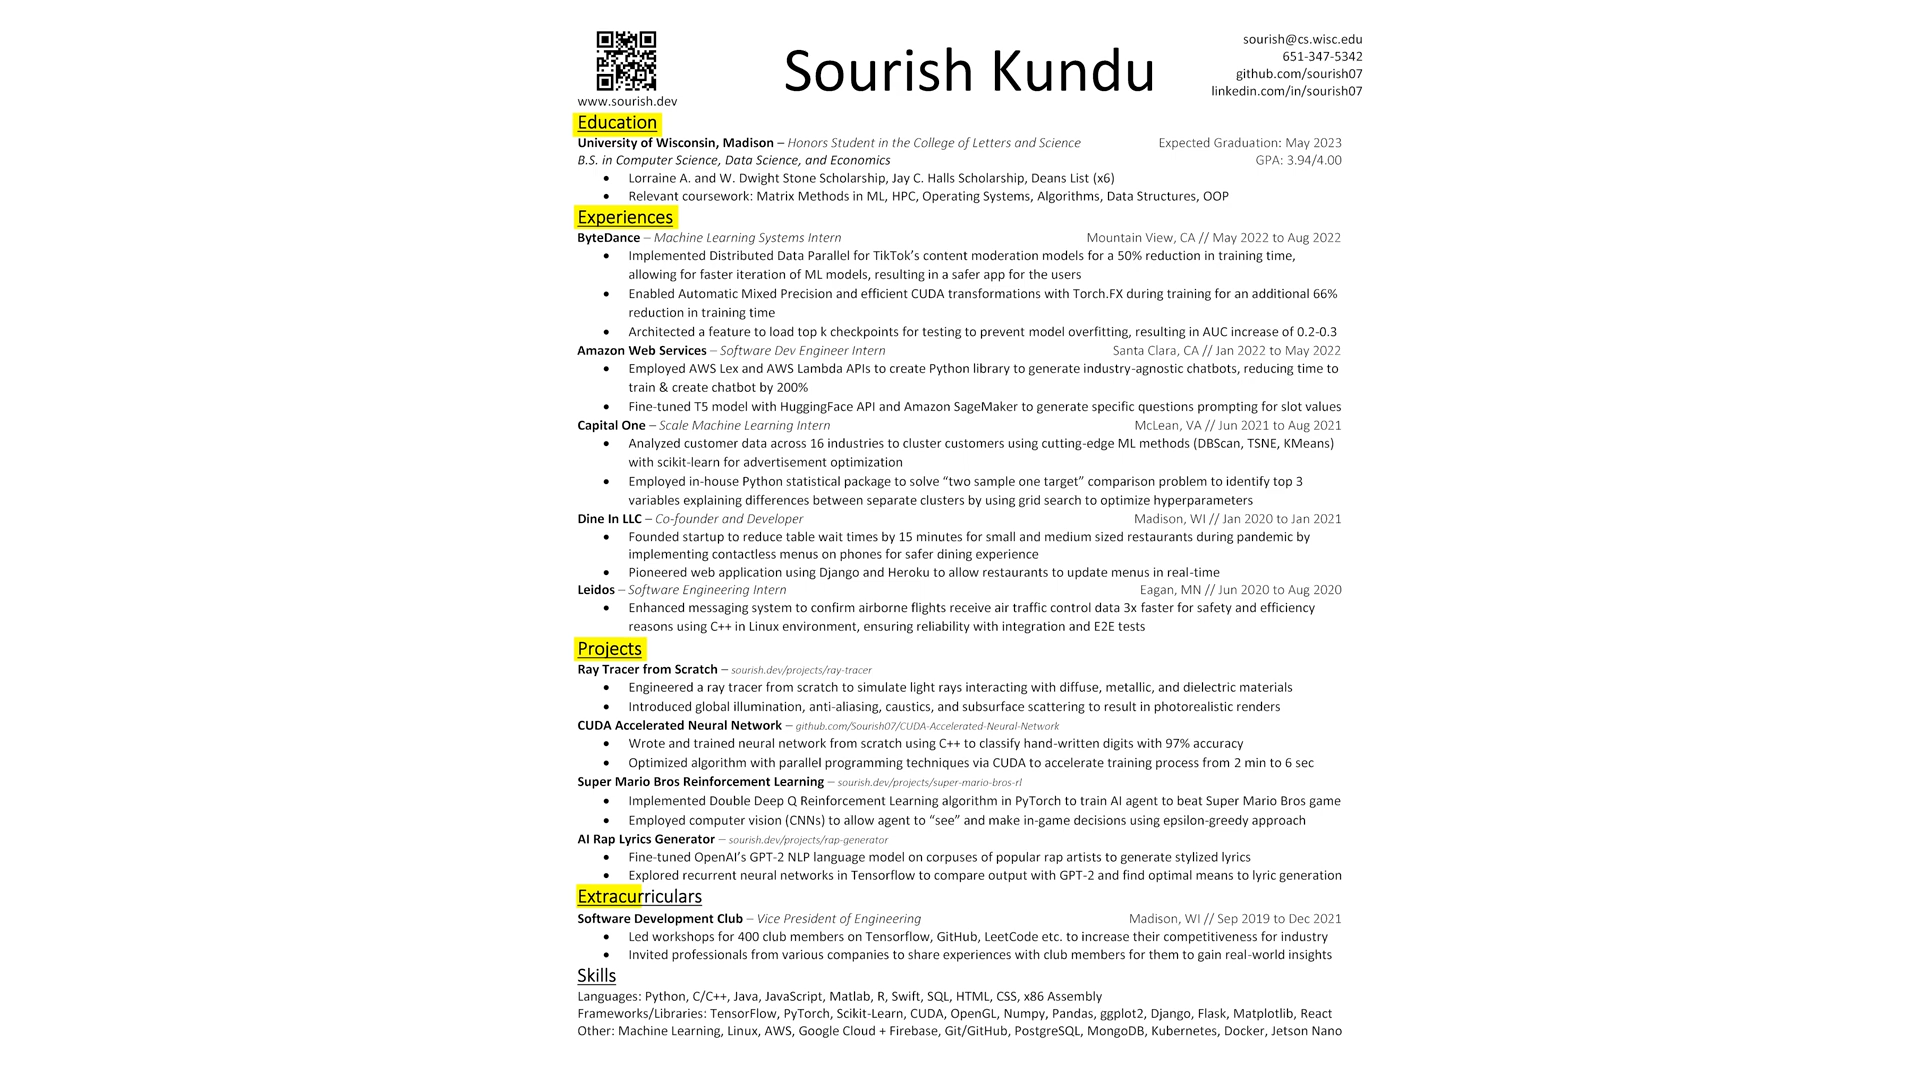 Sourish Kundu
sourish@cs.wisc.edu
651-347-5342
github.com/sourish07
linkedin.com/in/sourish07
www.sourish.dev
Education
University of Wisconsin, Madison – Honors Student in the College of Letters and Science Expected Graduation: May 2023
B.S. in Computer Science, Data Science, and Economics GPA: 3.94/4.00
• Lorraine A. and W. Dwight Stone Scholarship, Jay C. Halls Scholarship, Deans List (x6)
• Relevant coursework: Matrix Methods in ML, HPC, Operating Systems, Algorithms, Data Structures, OOP
Experiences
ByteDance – Machine Learning Systems Intern Mountain View, CA // May 2022 to Aug 2022
• Implemented Distributed Data Parallel for TikTok’s content moderation models for a 50% reduction in training time,
allowing for faster iteration of ML models, resulting in a safer app for the users
• Enabled Automatic Mixed Precision and efficient CUDA transformations with Torch.FX during training for an additional 66%
reduction in training time
• Architected a feature to load top k checkpoints for testing to prevent model overfitting, resulting in AUC increase of 0.2-0.3
Amazon Web Services – Software Dev Engineer Intern Santa Clara, CA // Jan 2022 to May 2022
• Employed AWS Lex and AWS Lambda APIs to create Python library to generate industry-agnostic chatbots, reducing time to
train & create chatbot by 200%
• Fine-tuned T5 model with HuggingFace API and Amazon SageMaker to generate specific questions prompting for slot values
Capital One – Scale Machine Learning Intern McLean, VA // Jun 2021 to Aug 2021
• Analyzed customer data across 16 industries to cluster customers using cutting-edge ML methods (DBScan, TSNE, KMeans)
with scikit-learn for advertisement optimization
• Employed in-house Python statistical package to solve “two sample one target” comparison problem to identify top 3
variables explaining differences between separate clusters by using grid search to optimize hyperparameters
Dine In LLC – Co-founder and Developer Madison, WI // Jan 2020 to Jan 2021
• Founded startup to reduce table wait times by 15 minutes for small and medium sized restaurants during pandemic by
implementing contactless menus on phones for safer dining experience
• Pioneered web application using Django and Heroku to allow restaurants to update menus in real-time
Leidos – Software Engineering Intern Eagan, MN // Jun 2020 to Aug 2020
• Enhanced messaging system to confirm airborne flights receive air traffic control data 3x faster for safety and efficiency
reasons using C++ in Linux environment, ensuring reliability with integration and E2E tests
Projects
Ray Tracer from Scratch – sourish.dev/projects/ray-tracer
• Engineered a ray tracer from scratch to simulate light rays interacting with diffuse, metallic, and dielectric materials
• Introduced global illumination, anti-aliasing, caustics, and subsurface scattering to result in photorealistic renders
CUDA Accelerated Neural Network – github.com/Sourish07/CUDA-Accelerated-Neural-Network
• Wrote and trained neural network from scratch using C++ to classify hand-written digits with 97% accuracy
• Optimized algorithm with parallel programming techniques via CUDA to accelerate training process from 2 min to 6 sec
Super Mario Bros Reinforcement Learning – sourish.dev/projects/super-mario-bros-rl
• Implemented Double Deep Q Reinforcement Learning algorithm in PyTorch to train AI agent to beat Super Mario Bros game
• Employed computer vision (CNNs) to allow agent to “see” and make in-game decisions using epsilon-greedy approach
AI Rap Lyrics Generator – sourish.dev/projects/rap-generator
• Fine-tuned OpenAI’s GPT-2 NLP language model on corpuses of popular rap artists to generate stylized lyrics
• Explored recurrent neural networks in Tensorflow to compare output with GPT-2 and find optimal means to lyric generation
Extracurriculars
Software Development Club – Vice President of Engineering Madison, WI // Sep 2019 to Dec 2021
• Led workshops for 400 club members on Tensorflow, GitHub, LeetCode etc. to increase their competitiveness for industry
• Invited professionals from various companies to share experiences with club members for them to gain real-world insights
Skills
Languages: Python, C/C++, Java, JavaScript, Matlab, R, Swift, SQL, HTML, CSS, x86 Assembly
Frameworks/Libraries: TensorFlow, PyTorch, Scikit-Learn, CUDA, OpenGL, Numpy, Pandas, ggplot2, Django, Flask, Matplotlib, React
Other: Machine Learning, Linux, AWS, Google Cloud + Firebase, Git/GitHub, PostgreSQL, MongoDB, Kubernetes, Docker, Jetson Nano